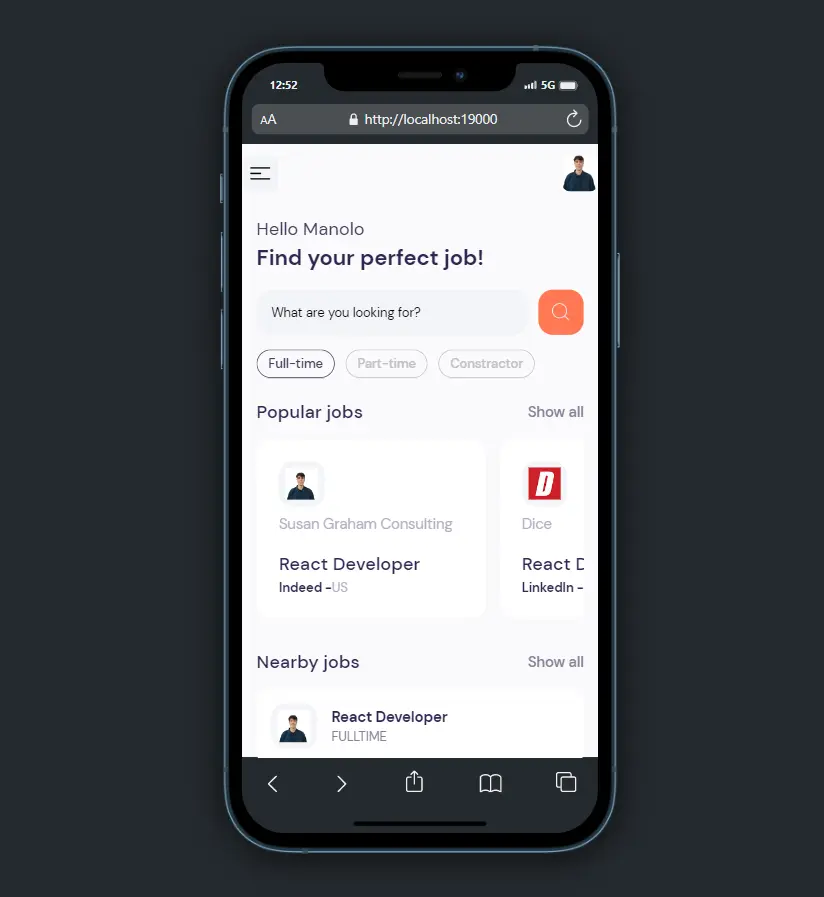 12:52
5G
AA
http://localhost:19000
Hello Manolo
Find your perfect job!
What are you looking for?
Full-time
Part-time
Constractor
Popular jobs
Show all
D
Susan Graham Consulting
Dice
React Developer
React D
Indeed -US
LinkedIn -
Nearby jobs
Show all
React Developer
FULLTIME